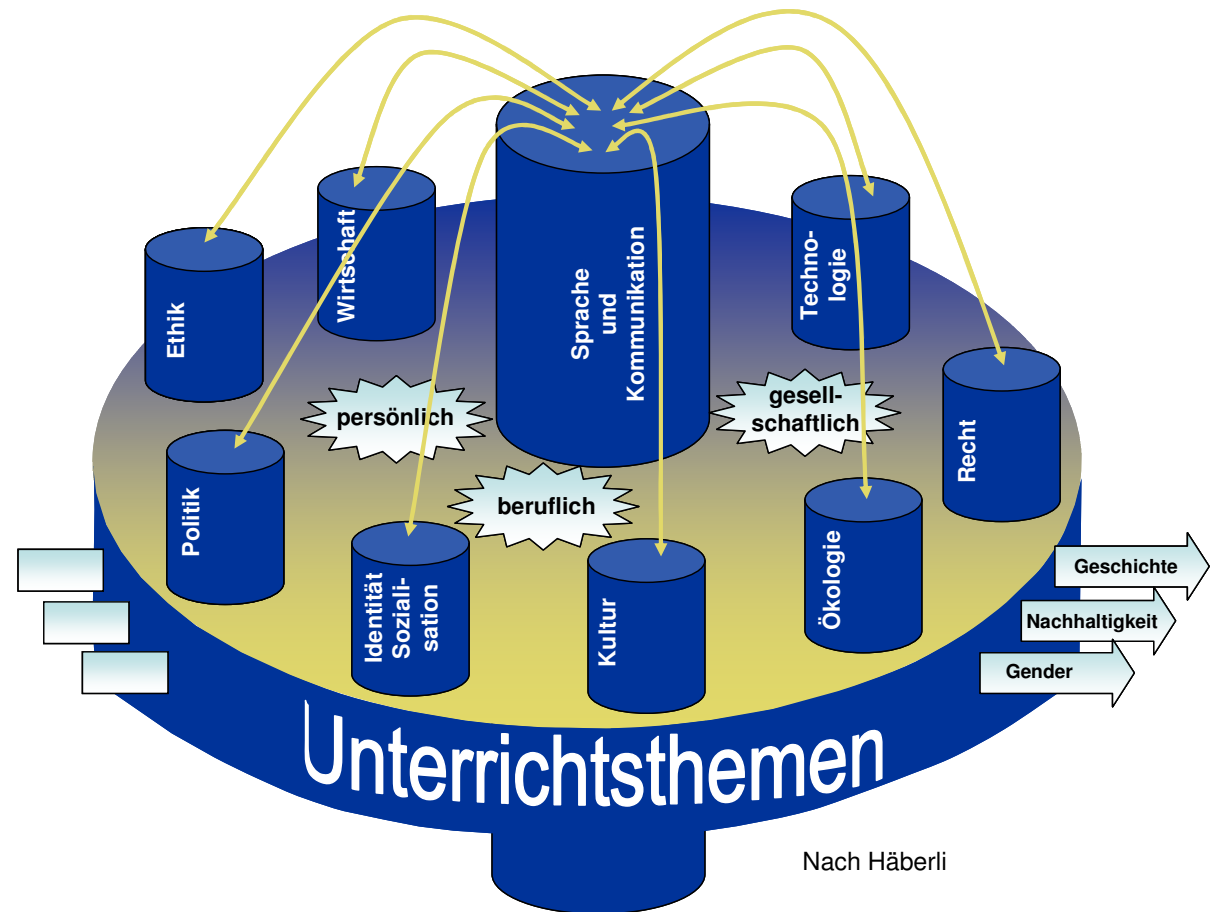 Ethik
Wirtschaft
Sprache
und
Kommunikation
Techno-
logie
Recht
persönlich
gesell-
schaftlich
beruflich
Politik
Identität
Soziali-
sation
Kultur
Ökologie
Geschichte
Nachhaltigkeit
Gender
Unterrichtsthemen
Nach Häberli